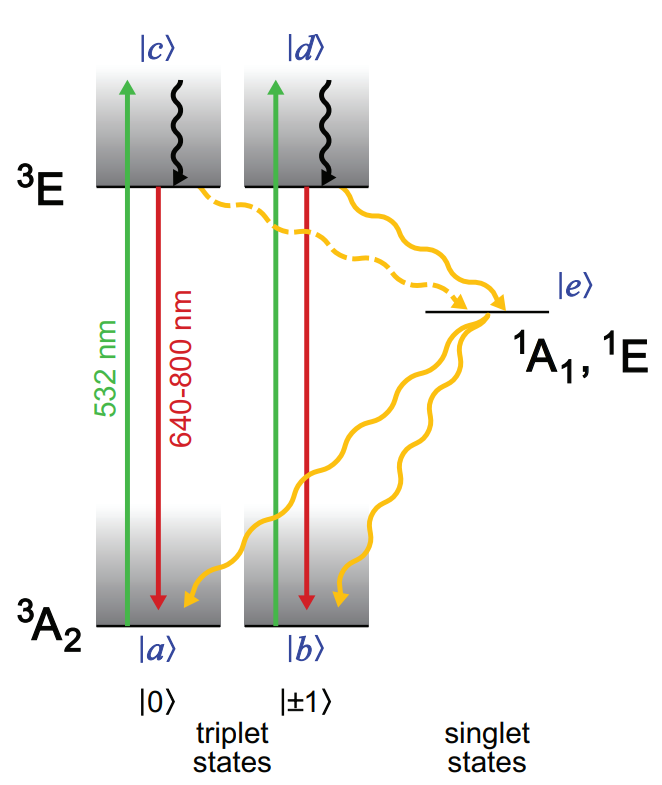 |c⟩ |d⟩
³E
|e⟩
¹A₁, ¹E
532 nm
640-800 nm
³A₂
|a⟩ |b⟩
|0⟩ |±1⟩
triplet singlet
states states